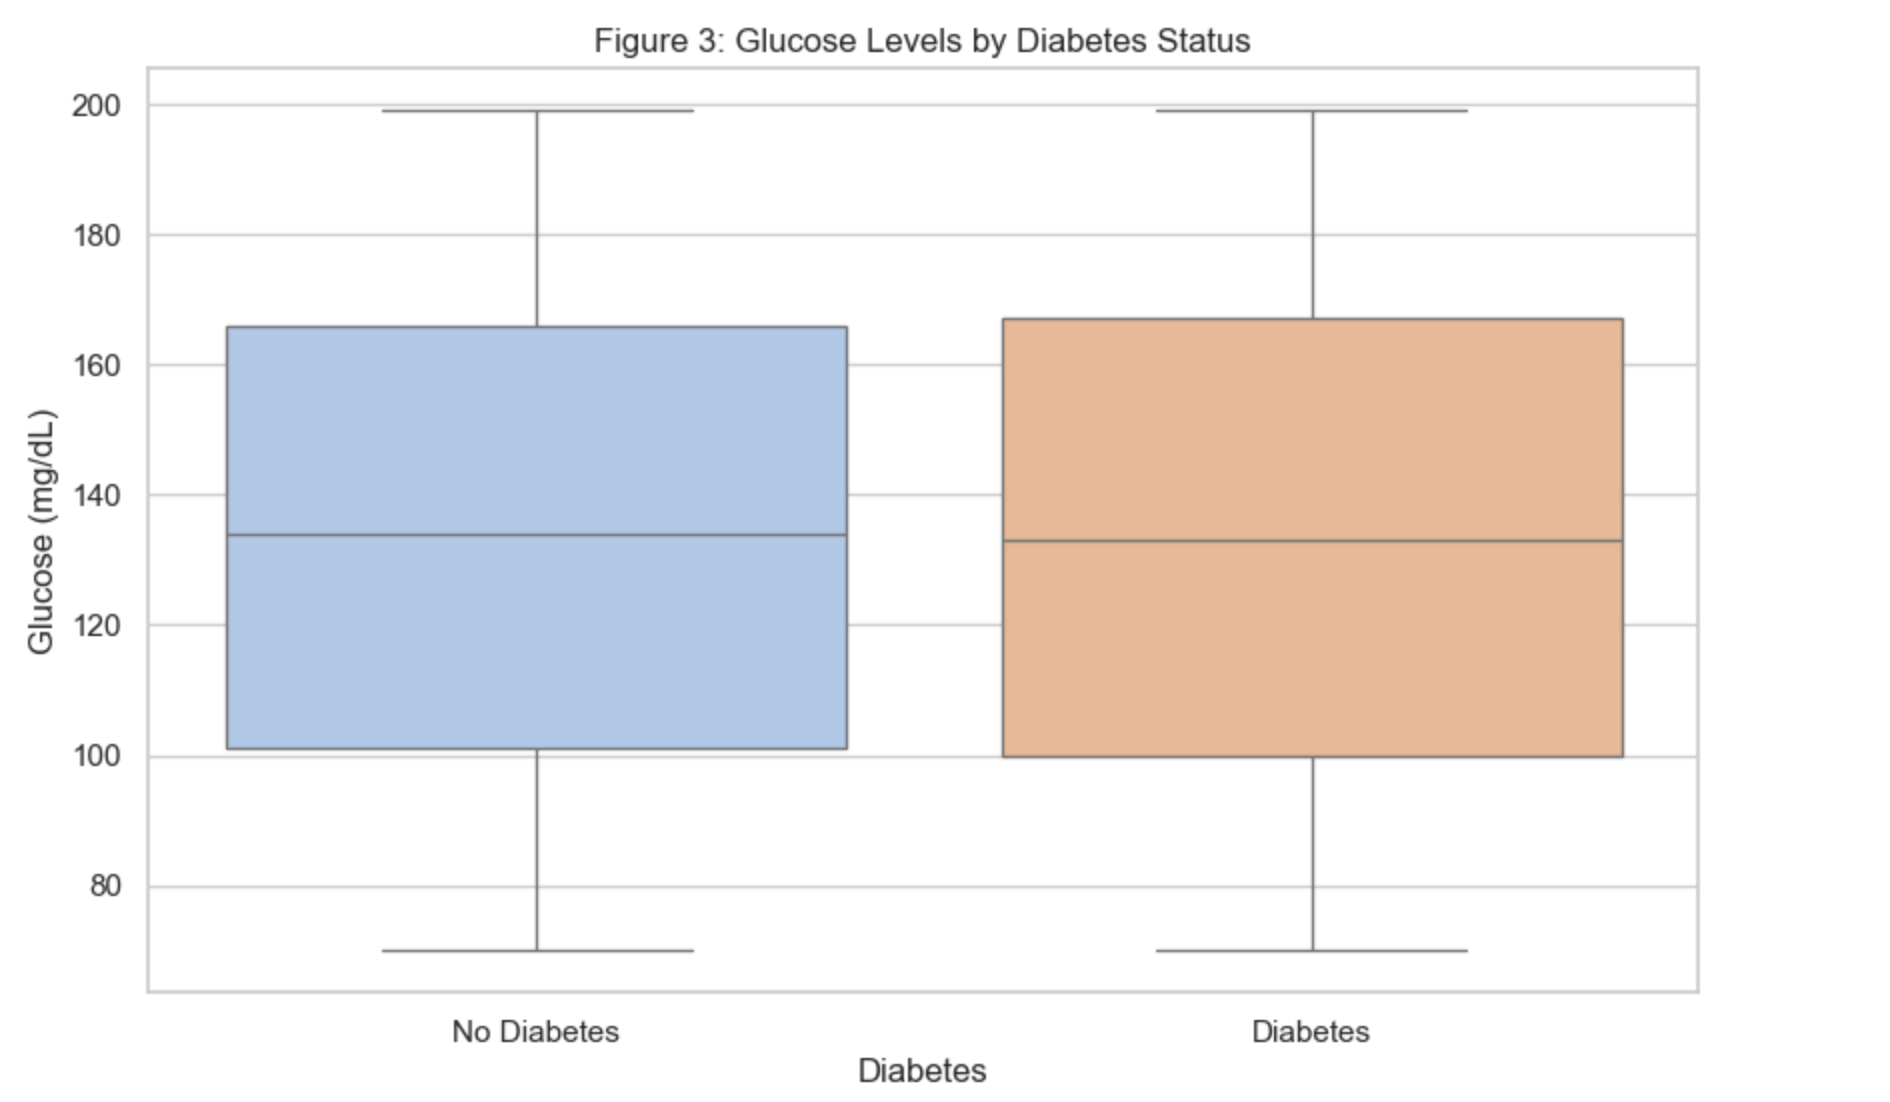 Figure 3: Glucose Levels by Diabetes Status
Glucose (mg/dL)
200
180
160
140
120
100
80
No Diabetes
Diabetes
Diabetes